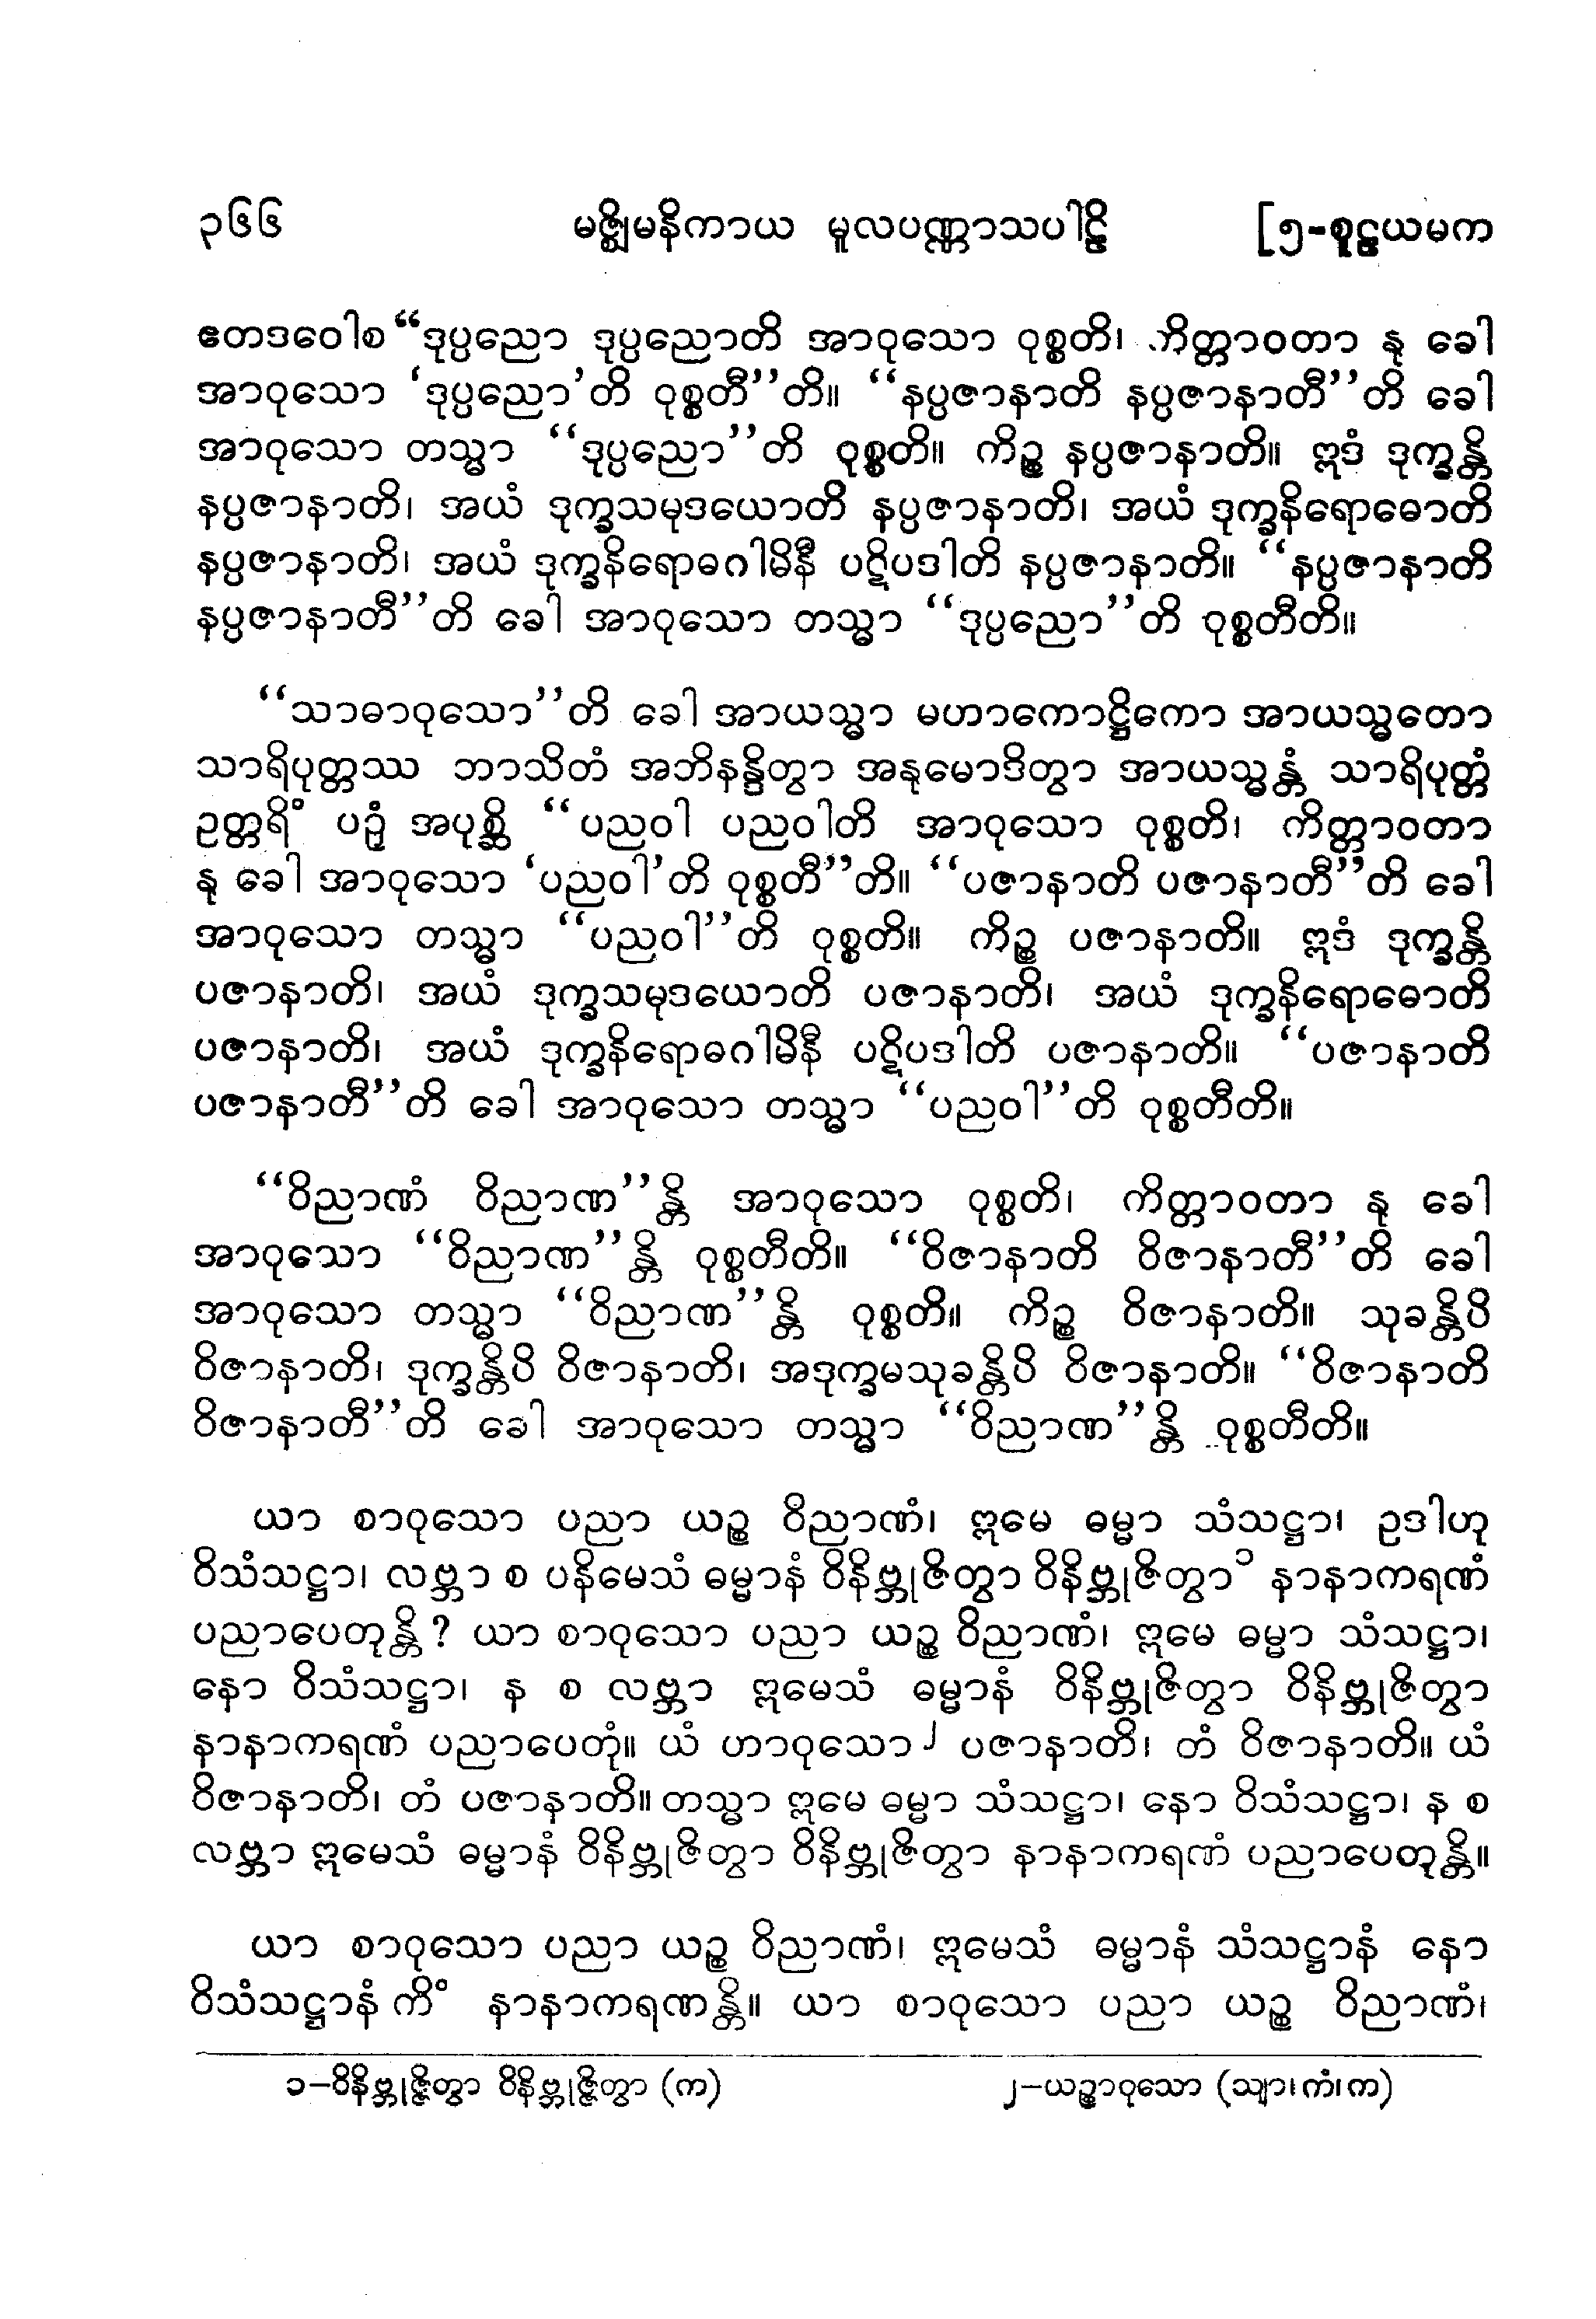 ၃၆၆ မဇ္ဈိမနိကာယ မူလပဏ္ဏာသပါဠိ [၅-စူဠယမက
ဧတဒဝေါစ “ဒုပ္ပညော ဒုပ္ပညောတိ အာဝုသော ဝုစ္စတိ၊ ကိတ္တာဝတာ နု ခေါ
အာဝုသော ‘ဒုပ္ပညော’တိ ဝုစ္စတီ’’တိ။ ‘‘နပ္ပဇာနာတိ နပ္ပဇာနာတီ’’တိ ခေါ
အာဝုသော တသ္မာ ‘‘ဒုပ္ပညော’’တိ ဝုစ္စတိ။ ကိဉ္စ နပ္ပဇာနာတိ။ ဣဒံ ဒုက္ခန္တိ
နပ္ပဇာနာတိ၊ အယံ ဒုက္ခသမုဒယောတိ နပ္ပဇာနာတိ၊ အယံ ဒုက္ခနိရောဓောတိ
နပ္ပဇာနာတိ၊ အယံ ဒုက္ခနိရောဓဂါမိနီ ပဋိပဒါတိ နပ္ပဇာနာတိ။ ‘‘နပ္ပဇာနာတိ
နပ္ပဇာနာတီ’’တိ ခေါ အာဝုသော တသ္မာ ‘‘ဒုပ္ပညော’’တိ ဝုစ္စတီတိ။
‘‘သာဓာဝုသော’’တိ ခေါ အာယသ္မာ မဟာကောဋ္ဌိကော အာယသ္မတော
သာရိပုတ္တဿ ဘာသိတံ အဘိနန္ဒိတွာ အနုမောဒိတွာ အာယသ္မန္တံ သာရိပုတ္တံ
ဥတ္တရိံ ပဉှံ အပုစ္ဆိ ‘‘ပညဝါ ပညဝါတိ အာဝုသော ဝုစ္စတိ၊ ကိတ္တာဝတာ
နု ခေါ အာဝုသော ‘ပညဝါ’တိ ဝုစ္စတီ’’တိ။ ‘‘ပဇာနာတိ ပဇာနာတီ’’တိ ခေါ
အာဝုသော တသ္မာ ‘‘ပညဝါ’’တိ ဝုစ္စတိ။ ကိဉ္စ ပဇာနာတိ။ ဣဒံ ဒုက္ခန္တိ
ပဇာနာတိ၊ အယံ ဒုက္ခသမုဒယောတိ ပဇာနာတိ၊ အယံ ဒုက္ခနိရောဓောတိ
ပဇာနာတိ၊ အယံ ဒုက္ခနိရောဓဂါမိနီ ပဋိပဒါတိ ပဇာနာတိ။ ‘‘ပဇာနာတိ
ပဇာနာတီ’’တိ ခေါ အာဝုသော တသ္မာ ‘‘ပညဝါ’’တိ ဝုစ္စတီတိ။
‘‘ဝိညာဏံ ဝိညာဏ’’န္တိ အာဝုသော ဝုစ္စတိ၊ ကိတ္တာဝတာ နု ခေါ
အာဝုသော ‘‘ဝိညာဏ’’န္တိ ဝုစ္စတီတိ။ ‘‘ဝိဇာနာတိ ဝိဇာနာတီ’’တိ ခေါ
အာဝုသော တသ္မာ ‘‘ဝိညာဏ’’န္တိ ဝုစ္စတိ။ ကိဉ္စ ဝိဇာနာတိ။ သုခန္တိပိ
ဝိဇာနာတိ၊ ဒုက္ခန္တိပိ ဝိဇာနာတိ၊ အဒုက္ခမသုခန္တိပိ ဝိဇာနာတိ။ ‘‘ဝိဇာနာတိ
ဝိဇာနာတီ’’တိ ခေါ အာဝုသော တသ္မာ ‘‘ဝိညာဏ’’န္တိ ဝုစ္စတီတိ။
ယာ စာဝုသော ပညာ ယဉ္စ ဝိညာဏံ၊ ဣမေ ဓမ္မာ သံသဋ္ဌာ၊ ဥဒါဟု
ဝိသံသဋ္ဌာ၊ လဗ္ဘာ စ ပနိမေသံ ဓမ္မာနံ ဝိနိဗ္ဘုဇိတွာ ဝိနိဗ္ဘုဇိတွာ၁ နာနာကရဏံ
ပညာပေတုန္တိ? ယာ စာဝုသော ပညာ ယဉ္စ ဝိညာဏံ၊ ဣမေ ဓမ္မာ သံသဋ္ဌာ၊
နော ဝိသံသဋ္ဌာ၊ န စ လဗ္ဘာ ဣမေသံ ဓမ္မာနံ ဝိနိဗ္ဘုဇိတွာ ဝိနိဗ္ဘုဇိတွာ
နာနာကရဏံ ပညာပေတုံ။ ယံ ဟာဝုသော၂ ပဇာနာတိ၊ တံ ဝိဇာနာတိ။ ယံ
ဝိဇာနာတိ၊ တံ ပဇာနာတိ။ တသ္မာ ဣမေ ဓမ္မာ သံသဋ္ဌာ၊ နော ဝိသံသဋ္ဌာ၊ န စ
လဗ္ဘာ ဣမေသံ ဓမ္မာနံ ဝိနိဗ္ဘုဇိတွာ ဝိနိဗ္ဘုဇိတွာ နာနာကရဏံ ပညာပေတုန္တိ။
ယာ စာဝုသော ပညာ ယဉ္စ ဝိညာဏံ၊ ဣမေသံ ဓမ္မာနံ သံသဋ္ဌာနံ နော
ဝိသံသဋ္ဌာနံ ကိံ နာနာကရဏန္တိ။ ယာ စာဝုသော ပညာ ယဉ္စ ဝိညာဏံ၊
၁–ဝိနိဗ္ဘုဇ္ဇိတွာ ဝိနိဗ္ဘုဇ္ဇိတွာ (က) ၂–ယဉ္စာဝုသော (သျာ၊ ကံ၊ က)